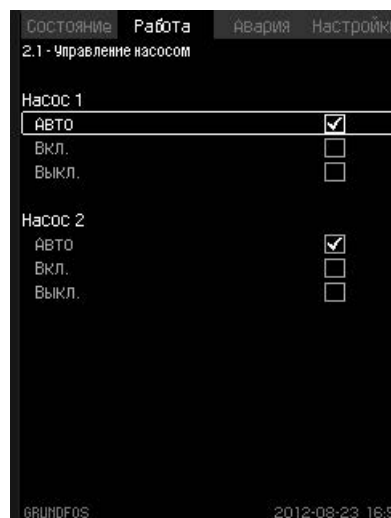 Состояние Работа Авария Настройки
2.1 - Управление насосом
Насос 1
АВТО
Вкл.
Выкл.
Насос 2
АВТО
Вкл.
Выкл.
GRUNDFOS 2012-08-23